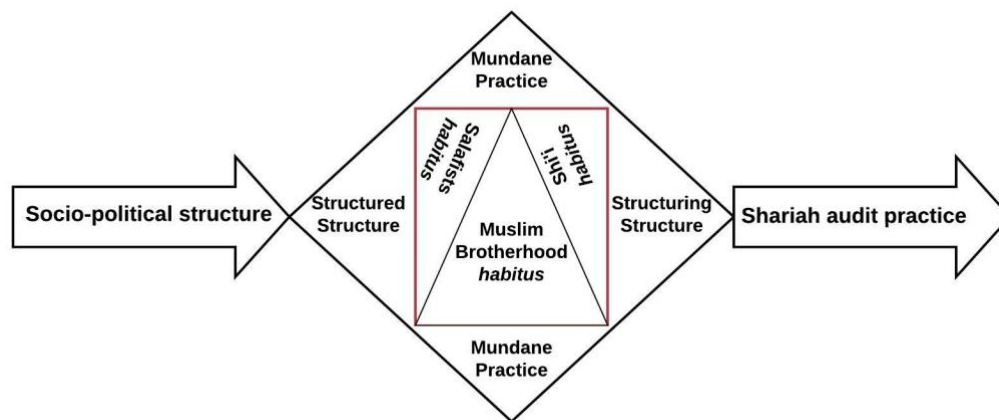 Mundane
Practice
Salafists
habitus
Shi'i
habitus
Socio-political structure
Structured
Structure
Muslim
Brotherhood
habitus
Structuring
Structure
Shariah audit practice
Mundane
Practice